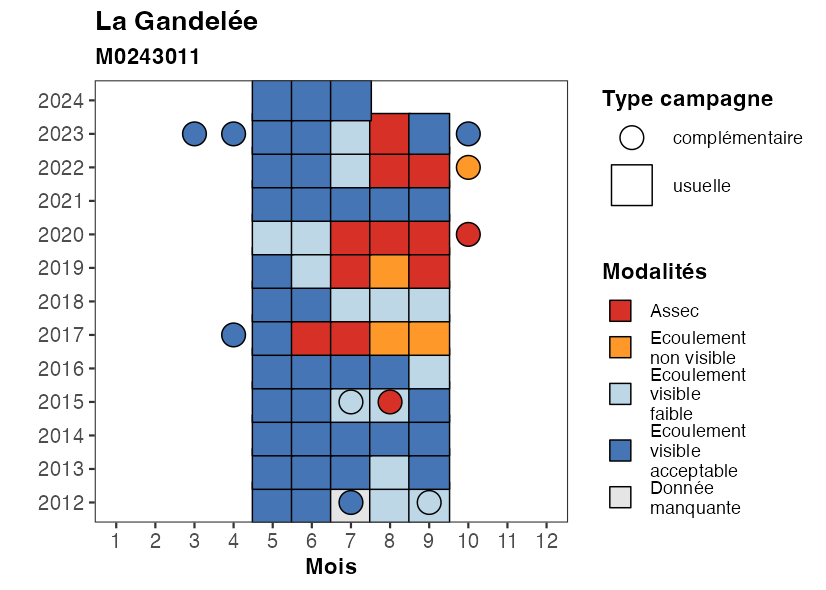 La Gandelée
M0243011
2024
2023
2022
2021
2020
2019
2018
2017
2016
2015
2014
2013
2012
1 2 3 4 5 6 7 8 9 10 11 12
Mois
Type campagne
complémentaire
usuelle
Modalités
Assec
Ecoulement
non visible
Ecoulement
visible
faible
Ecoulement
visible
acceptable
Donnée
manquante